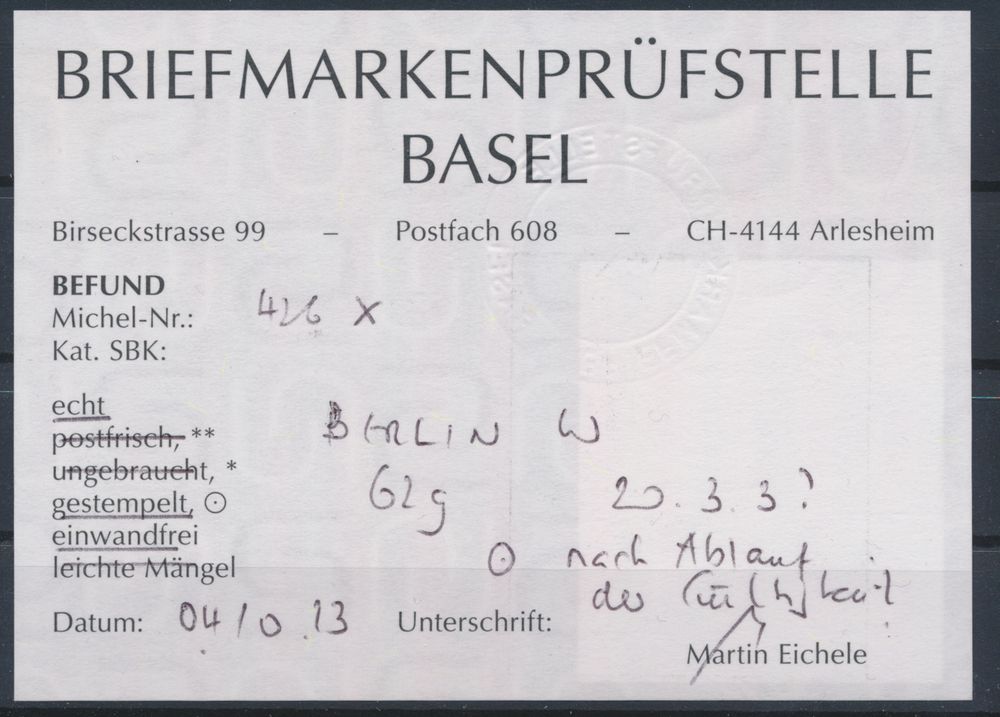 BRIEFMARKENPRÜFSTELLE
BASEL
Birseckstrasse 99 – Postfach 608 – CH-4144 Arlesheim
BEFUND
Michel-Nr.: 426 X
Kat. SBK:
echt
postfrisch, ** BERLIN W
ungebraucht, *
gestempelt, ⊙ 62g 20.3.3?
einwandfrei
leichte Mängel ⊙ nach Ablauf
der Gültigkeit
Datum: 04/0.13 Unterschrift:
Martin Eichele